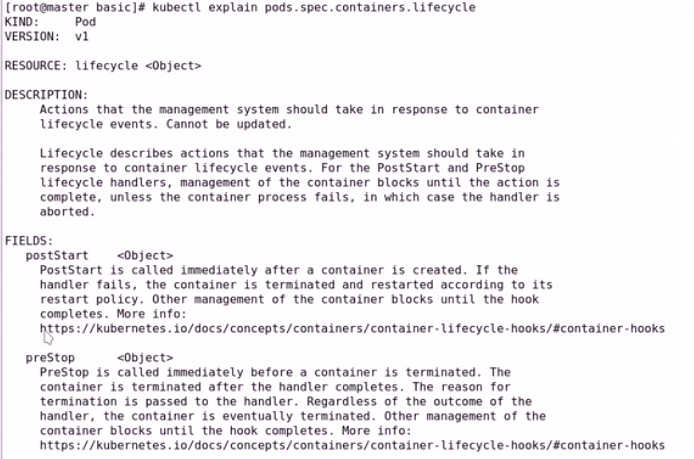 [root@master basic]# kubectl explain pods.spec.containers.lifecycle
KIND:     Pod
VERSION:  v1
RESOURCE: lifecycle <Object>
DESCRIPTION:
Actions that the management system should take in response to container
lifecycle events. Cannot be updated.
Lifecycle describes actions that the management system should take in
response to container lifecycle events. For the PostStart and PreStop
lifecycle handlers, management of the container blocks until the action is
complete, unless the container process fails, in which case the handler is
aborted.
FIELDS:
postStart    <Object>
PostStart is called immediately after a container is created. If the
handler fails, the container is terminated and restarted according to its
restart policy. Other management of the container blocks until the hook
completes. More info:
https://kubernetes.io/docs/concepts/containers/container-lifecycle-hooks/#container-hooks
preStop      <Object>
PreStop is called immediately before a container is terminated. The
container is terminated after the handler completes. The reason for
termination is passed to the handler. Regardless of the outcome of the
handler, the container is eventually terminated. Other management of the
container blocks until the hook completes. More info:
https://kubernetes.io/docs/concepts/containers/container-lifecycle-hooks/#container-hooks